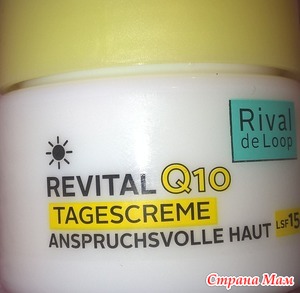 Rival
de Loop
REVITAL Q10
TAGESCREME
ANSPRUCHSVOLLE HAUT LSF 15
Страна Мам